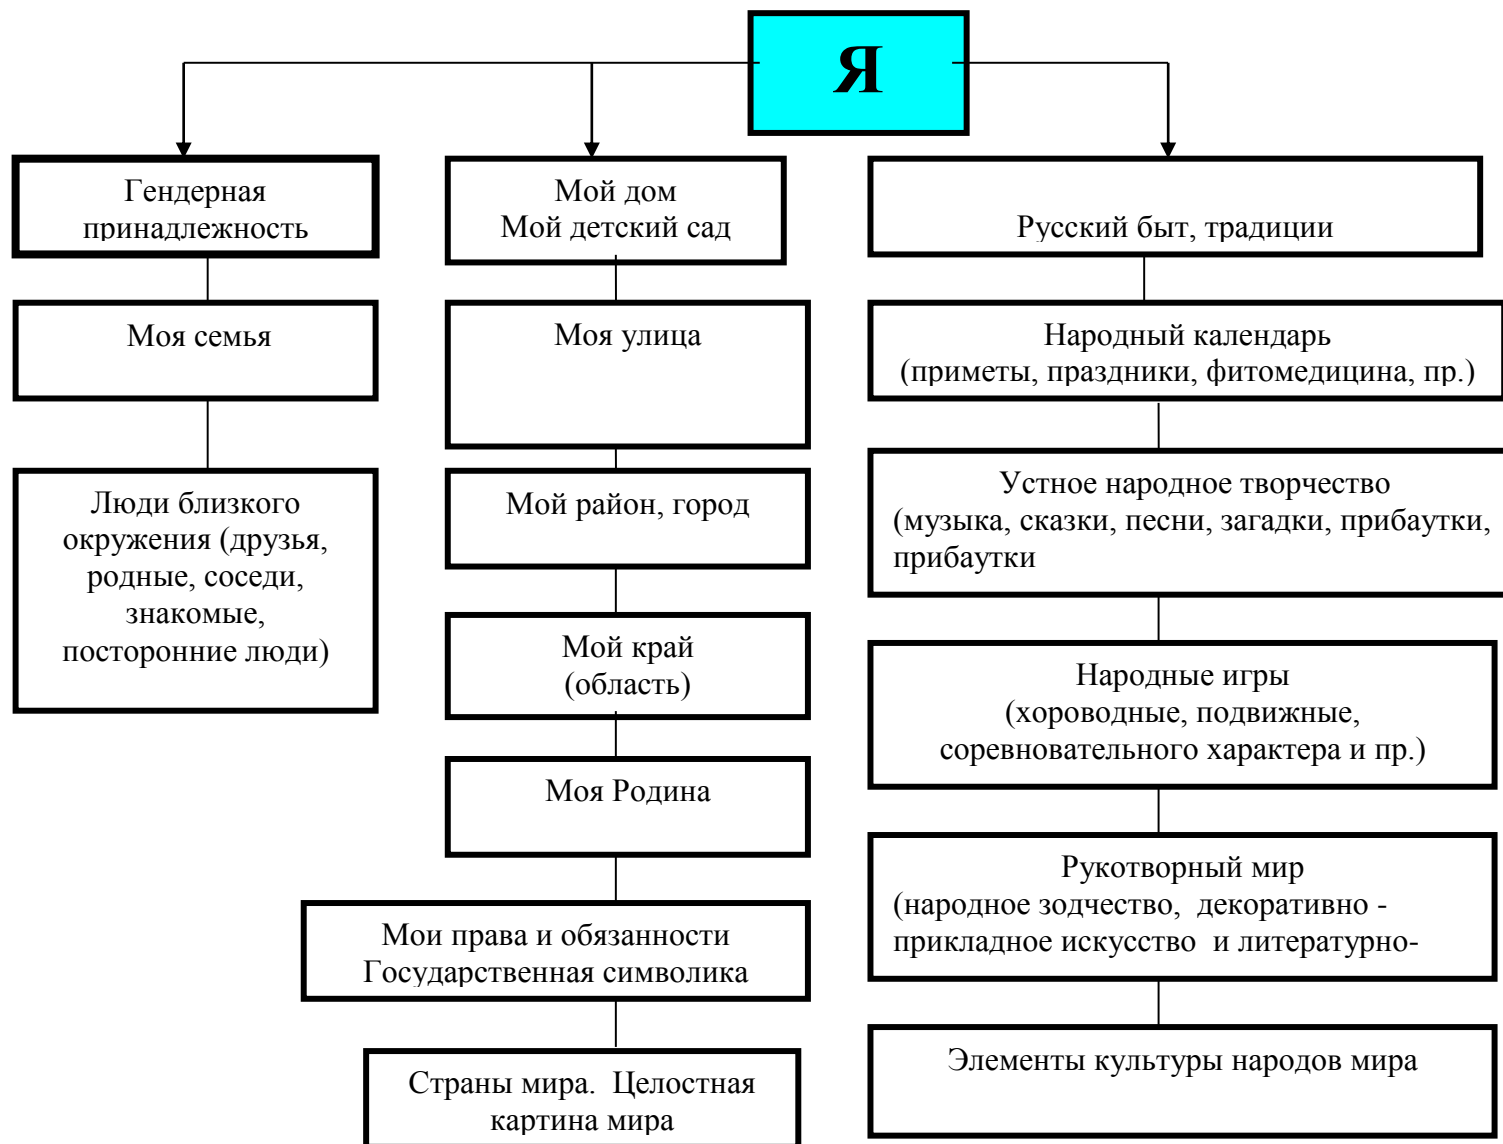 Я
Гендерная
принадлежность
Моя семья
Люди близкого
окружения (друзья,
родные, соседи,
знакомые,
посторонние люди)
Мой дом
Мой детский сад
Моя улица
Мой район, город
Мой край
(область)
Моя Родина
Мои права и обязанности
Государственная символика
Страны мира. Целостная
картина мира
Русский быт, традиции
Народный календарь
(приметы, праздники, фитомедицина, пр.)
Устное народное творчество
(музыка, сказки, песни, загадки, прибаутки,
прибаутки
Народные игры
(хороводные, подвижные,
соревновательного характера и пр.)
Рукотворный мир
(народное зодчество, декоративно -
прикладное искусство и литературно-
Элементы культуры народов мира